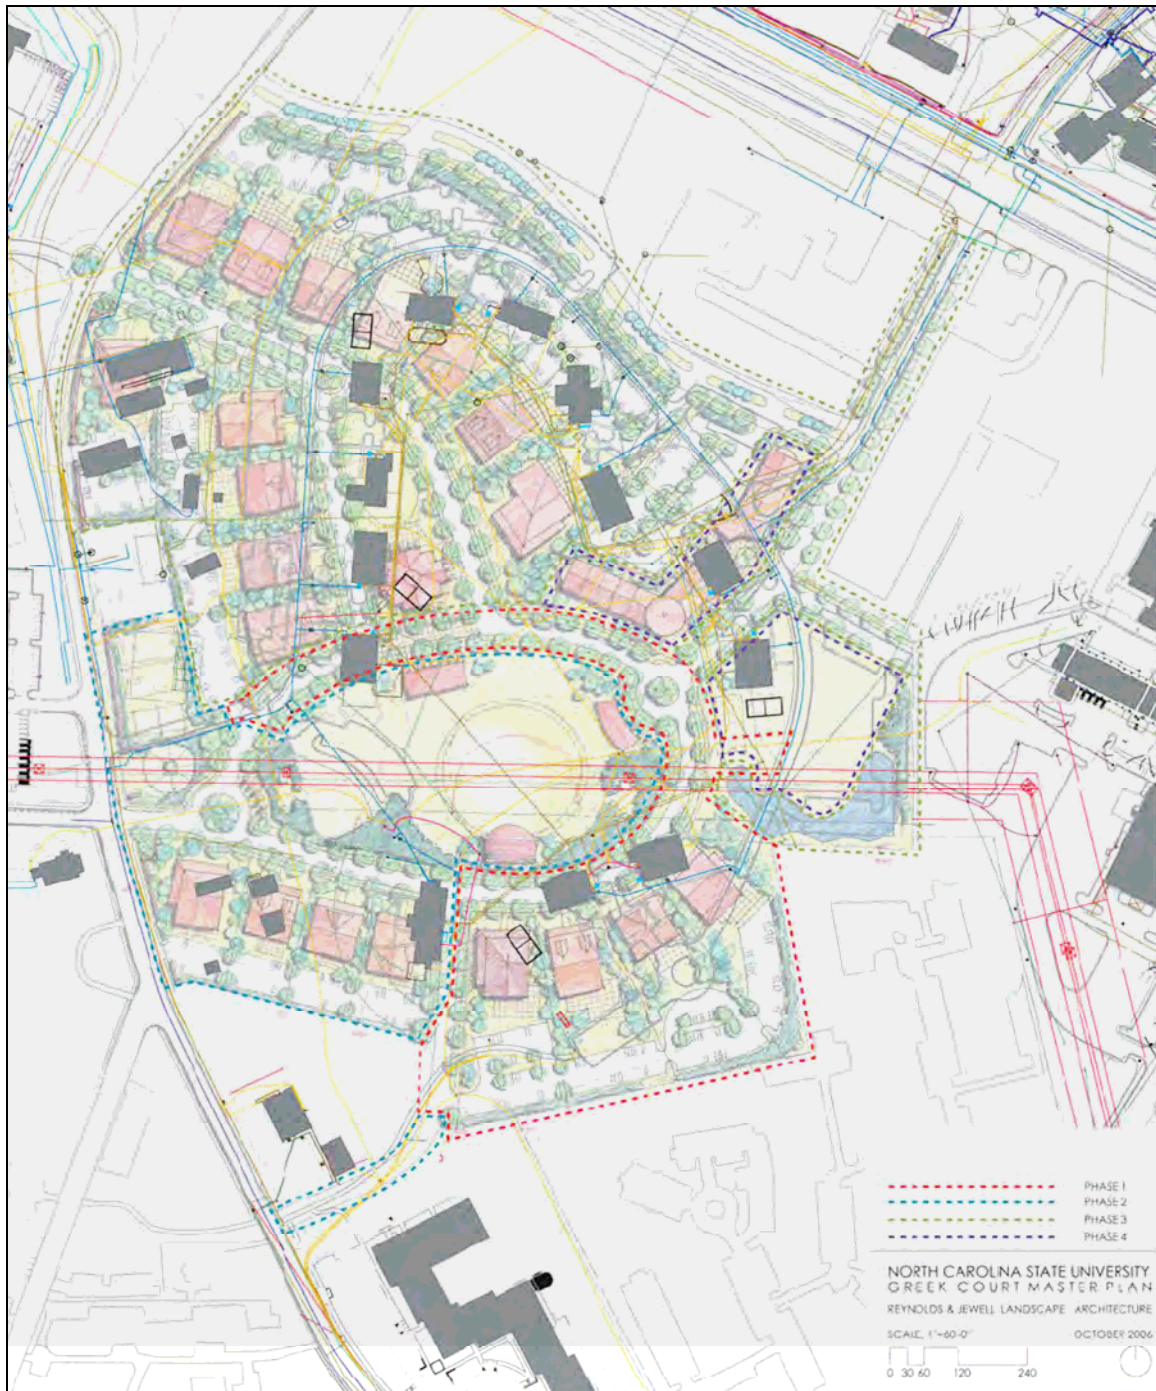 PHASE 1
PHASE 2
PHASE 3
PHASE 4
NORTH CAROLINA STATE UNIVERSITY
GREEK COURT MASTER PLAN
REYNOLDS & JEWELL LANDSCAPE ARCHITECTURE
SCALE, 1"=60-0"
OCTOBER 2006
0 30 60 120 240